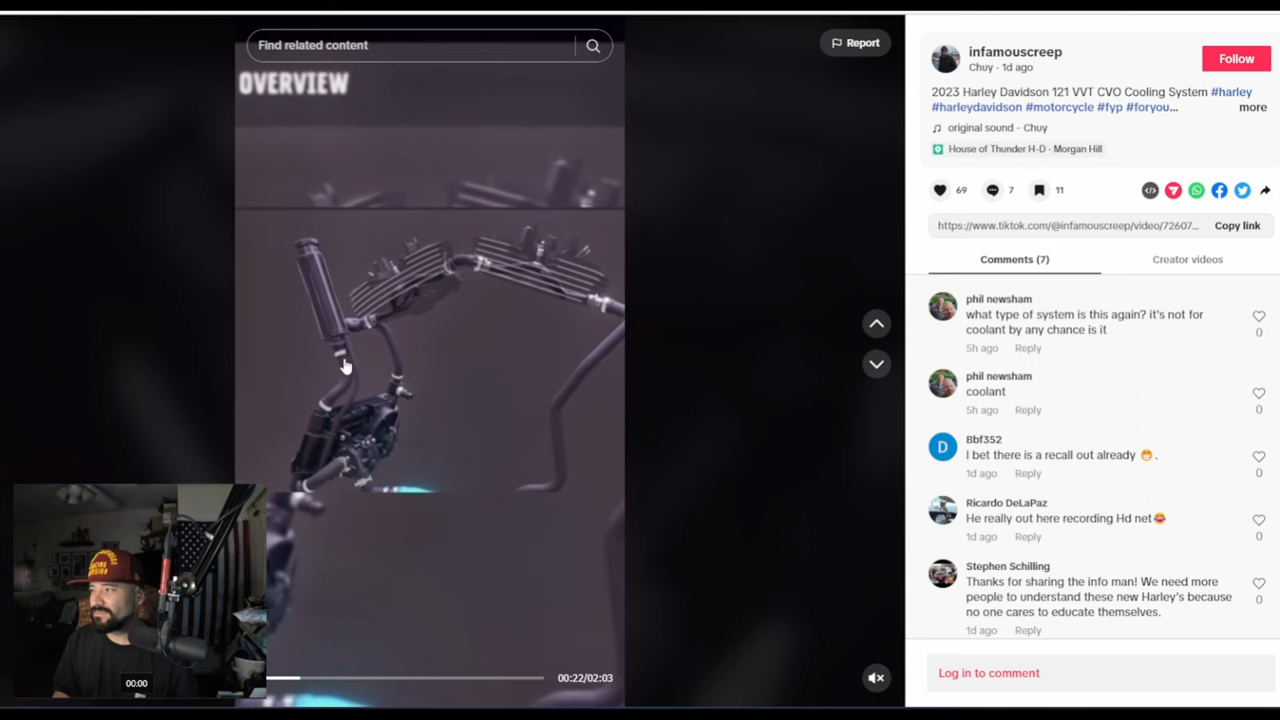 Find related content
Report
OVERVIEW
00:22/02:03
00:00
infamouscreep
Chuy · 1d ago
Follow
2023 Harley Davidson 121 VVT CVO Cooling System #harley
#harleydavidson #motorcycle #fyp #foryou...
more
original sound - Chuy
House of Thunder H-D · Morgan Hill
69
7
11
https://www.tiktok.com/@infamouscreep/video/72607...
Copy link
Comments (7)
Creator videos
phil newsham
what type of system is this again? it's not for
coolant by any chance is it
0
5h ago Reply
phil newsham
coolant
0
5h ago Reply
D
Bbf352
I bet there is a recall out already 😁 .
0
1d ago Reply
Ricardo DeLaPaz
He really out here recording Hd net😂
0
1d ago Reply
Stephen Schilling
Thanks for sharing the info man! We need more
people to understand these new Harley's because
no one cares to educate themselves.
0
1d ago Reply
Log in to comment